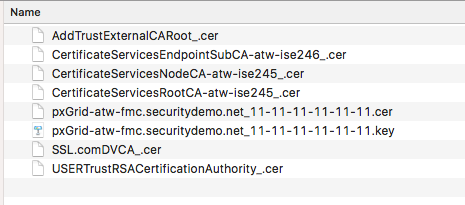 Name
AddTrustExternalCARoot_.cer
CertificateServicesEndpointSubCA-atw-ise246_.cer
CertificateServicesNodeCA-atw-ise245_.cer
CertificateServicesRootCA-atw-ise245_.cer
pxGrid-atw-fmc.securitydemo.net_11-11-11-11-11-11.cer
pxGrid-atw-fmc.securitydemo.net_11-11-11-11-11-11.key
SSL.comDVCA_.cer
USERTrustRSACertificationAuthority_.cer